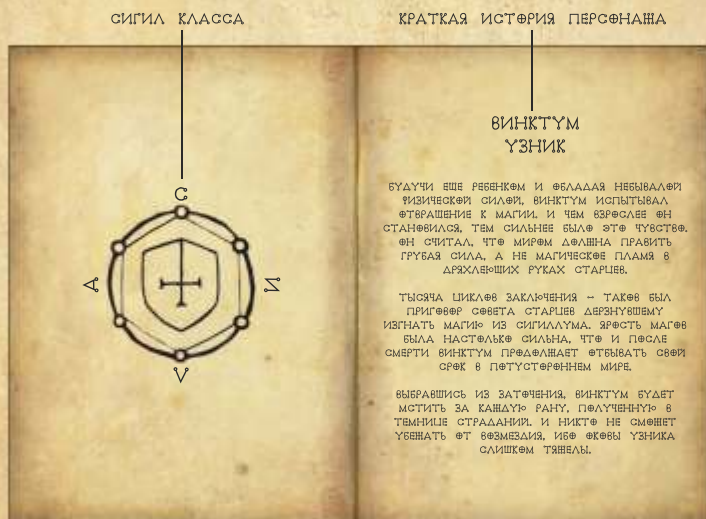 СИГИЛ КЛАССА
КРАТКАЯ ИСТОРИЯ ПЕРСОНАЖА
ВИНКТУМ
УЗНИК
БУДУЧИ ЕЩЕ РЕБЕНКОМ И ОБЛАДАЯ НЕБЫВАЛОЙ
ФИЗИЧЕСКОЙ СИЛОЙ, ВИНКТУМ ИСПЫТЫВАЛ
ОТВРАЩЕНИЕ К МАГИИ. И ЧЕМ ВЗРОСЛЕЕ ОН
СТАНОВИЛСЯ, ТЕМ СИЛЬНЕЕ БЫЛО ЭТО ЧУВСТВО.
ОН СЧИТАЛ, ЧТО МИРОМ ДОЛЖНА ПРАВИТЬ
ГРУБАЯ СИЛА, А НЕ МАГИЧЕСКОЕ ПЛАМЯ В
ДРЯХЛЕЮЩИХ РУКАХ СТАРЦЕВ.
ТЫСЯЧА ЦИКЛОВ ЗАКЛЮЧЕНИЯ -- ТАКОВ БЫЛ
ПРИГОВОР СОВЕТА СТАРЦЕВ ДЕРЗНУВШЕМУ
ИЗГНАТЬ МАГИЮ ИЗ СИГИЛЛУМА. ЯРОСТЬ МАГОВ
БЫЛА НАСТОЛЬКО СИЛЬНА, ЧТО И ПОСЛЕ
СМЕРТИ ВИНКТУМ ПРОДОЛЖАЕТ ОТБЫВАТЬ СВОЙ
СРОК В ПОТУСТОРОННЕМ МИРЕ.
ВЫБРАВШИСЬ ИЗ ЗАТОЧЕНИЯ, ВИНКТУМ БУДЕТ
МСТИТЬ ЗА КАЖДУЮ РАНУ, ПОЛУЧЕННУЮ В
ТЕМНИЦЕ СТРАДАНИЙ. И НИКТО НЕ СМОЖЕТ
УБЕЖАТЬ ОТ ВОЗМЕЗДИЯ, ИБО ОКОВЫ УЗНИКА
СЛИШКОМ ТЯЖЕЛЫ.
С
А
И
V